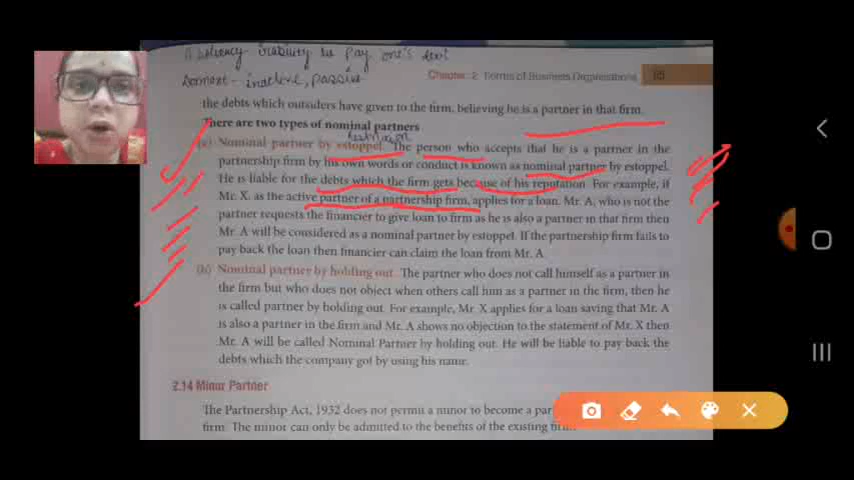 insolvency - inability to pay one's debt
Dormant - inactive, passive
Chapter: 2 Forms of Business Organisations 65
the debts which outsiders have given to the firm, believing he is a partner in that firm.
There are two types of nominal partners
(a) Nominal partner by estoppel. The person who accepts that he is a partner in the
partnership firm by his own words or conduct is known as nominal partner by estoppel.
He is liable for the debts which the firm gets because of his reputation. For example, if
Mr. X. as the active partner of a partnership firm, applies for a loan. Mr. A, who is not the
partner requests the financier to give loan to firm as he is also a partner in that firm then
Mr. A will be considered as a nominal partner by estoppel. If the partnership firm fails to
pay back the loan then financier can claim the loan from Mr. A.
(b) Nominal partner by holding out. The partner who does not call himself as a partner in
the firm but who does not object when others call him as a partner in the firm, then he
is called partner by holding out. For example, Mr. X applies for a loan saying that Mr. A
is also a partner in the firm and Mr. A shows no objection to the statement of Mr. X then
Mr. A will be called Nominal Partner by holding out. He will be liable to pay back the
debts which the company got by using his name.
2.14 Minor Partner
The Partnership Act, 1932 does not permit a minor to become a par
firm. The minor can only be admitted to the benefits of the existing firm.